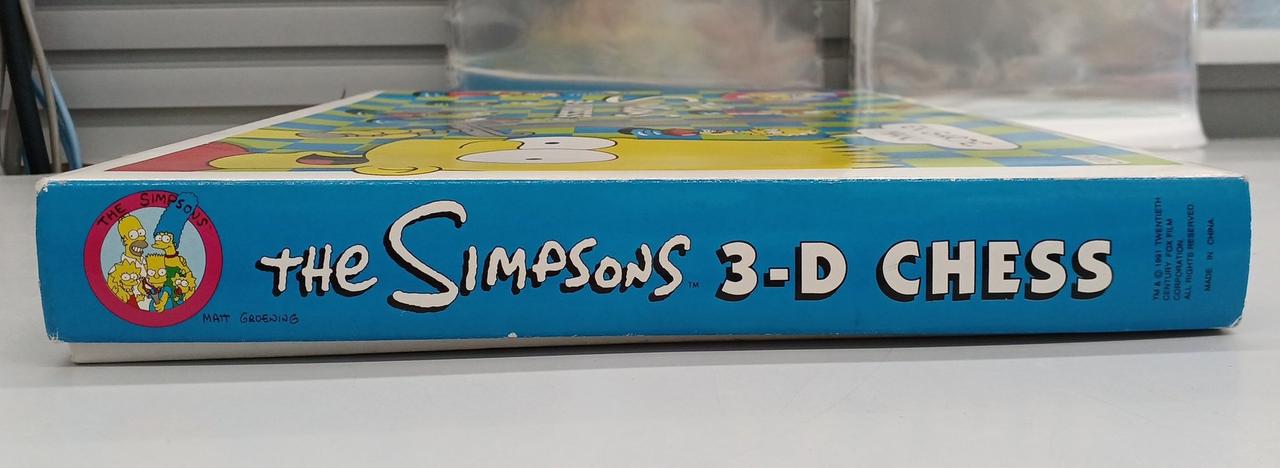 THE SIMPSONS
MATT GROENING
THE SIMPSONS™ 3-D CHESS
TM & © 1991 TWENTIETH
CENTURY FOX FILM
CORPORATION.
ALL RIGHTS RESERVED
MADE IN CHINA